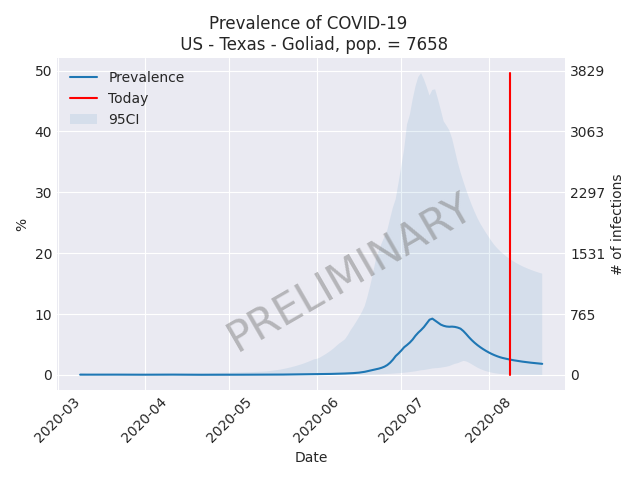 Prevalence of COVID-19
US - Texas - Goliad, pop. = 7658
Prevalence
Today
95CI
50
40
30
20
10
0
%
3829
3063
2297
1531
765
0
# of infections
PRELIMINARY
2020-03
2020-04
2020-05
2020-06
2020-07
2020-08
Date